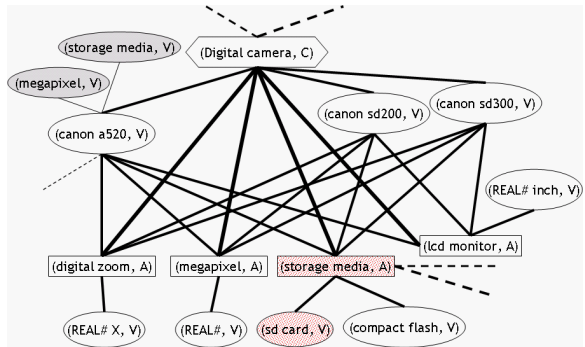 (storage media, V)
(Digital camera, C)
(megapixel, V)
(canon a520, V)
(canon sd200, V)
(canon sd300, V)
(REAL# inch, V)
(lcd monitor, A)
(digital zoom, A)
(megapixel, A)
(storage media, A)
(REAL# X, V)
(REAL#, V)
(sd card, V)
(compact flash, V)